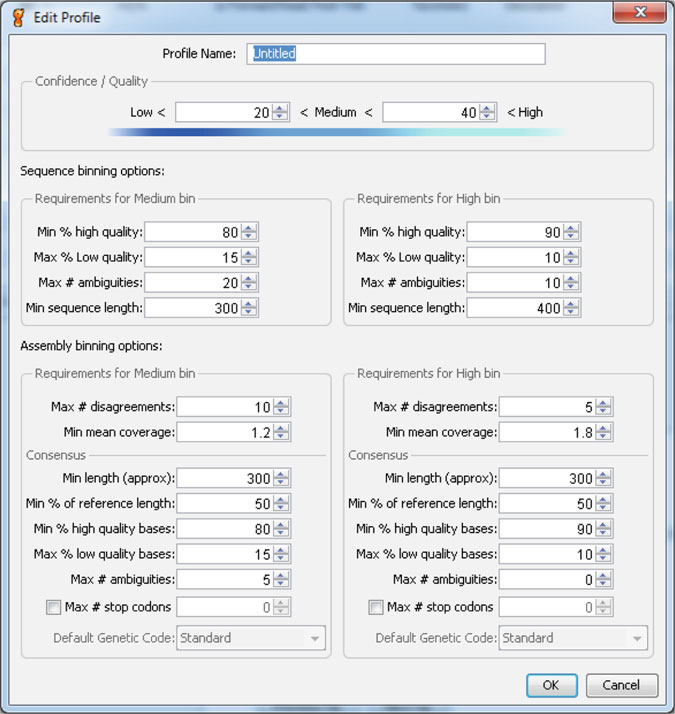 Edit Profile
Profile Name: Untitled
Confidence / Quality
Low < 20 < Medium < 40 < High
Sequence binning options:
Requirements for Medium bin
Min % high quality: 80
Max % Low quality: 15
Max # ambiguities: 20
Min sequence length: 300
Requirements for High bin
Min % high quality: 90
Max % Low quality: 10
Max # ambiguities: 10
Min sequence length: 400
Assembly binning options:
Requirements for Medium bin
Max # disagreements: 10
Min mean coverage: 1.2
Consensus
Min length (approx): 300
Min % of reference length: 50
Min % high quality bases: 80
Max % low quality bases: 15
Max # ambiguities: 5
Max # stop codons 0
Default Genetic Code: Standard
Requirements for High bin
Max # disagreements: 5
Min mean coverage: 1.8
Consensus
Min length (approx): 300
Min % of reference length: 50
Min % high quality bases: 90
Max % low quality bases: 10
Max # ambiguities: 0
Max # stop codons 0
Default Genetic Code: Standard
OK Cancel